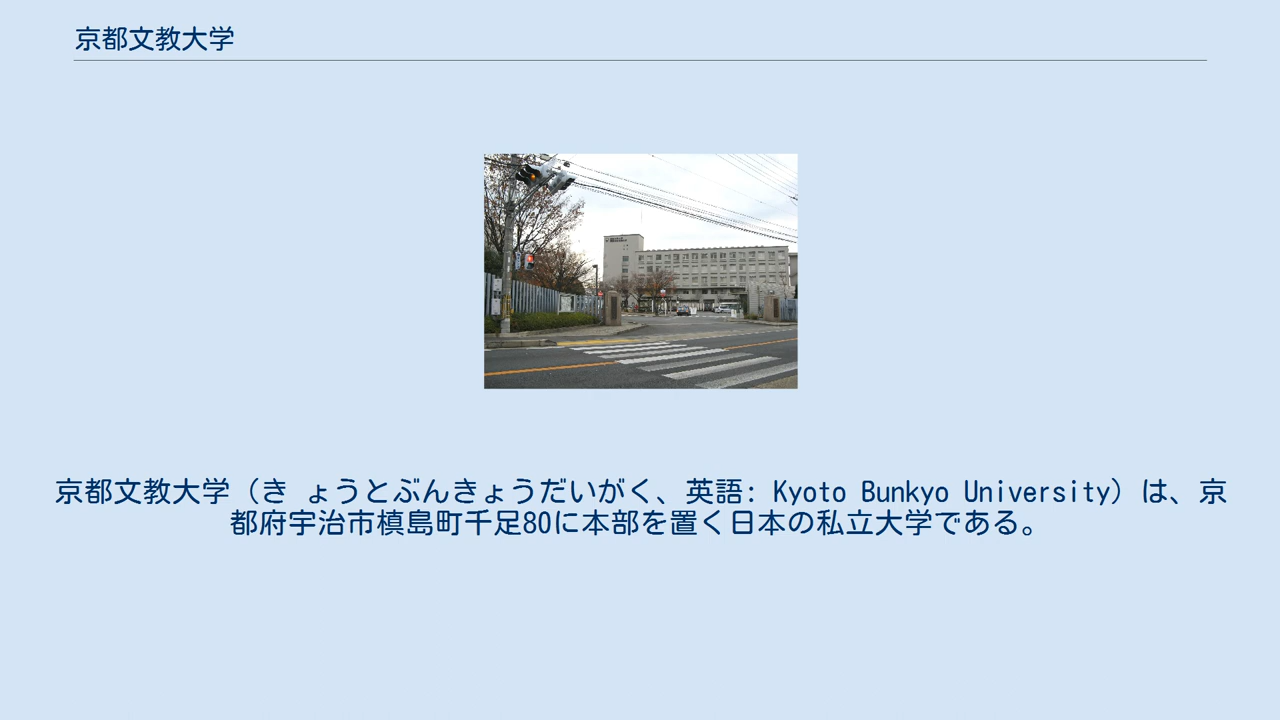 京都文教大学
京都文教大学（き ょうとぶんきょうだいがく、英語: Kyoto Bunkyo University）は、京
都府宇治市槙島町千足80に本部を置く日本の私立大学である。